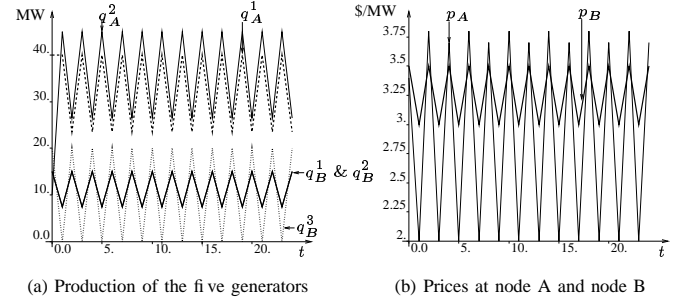 MW
q_A^2
q_A^1
40.
30.
20.
10.
0.0
0.0
5.
10.
15.
20.
t
q_B^1 & q_B^2
q_B^3
(a) Production of the five generators
$/MW
p_A
p_B
3.75
3.5
3.25
3.
2.75
2.5
2.25
2.
0.0
5.
10.
15.
20.
t
(b) Prices at node A and node B